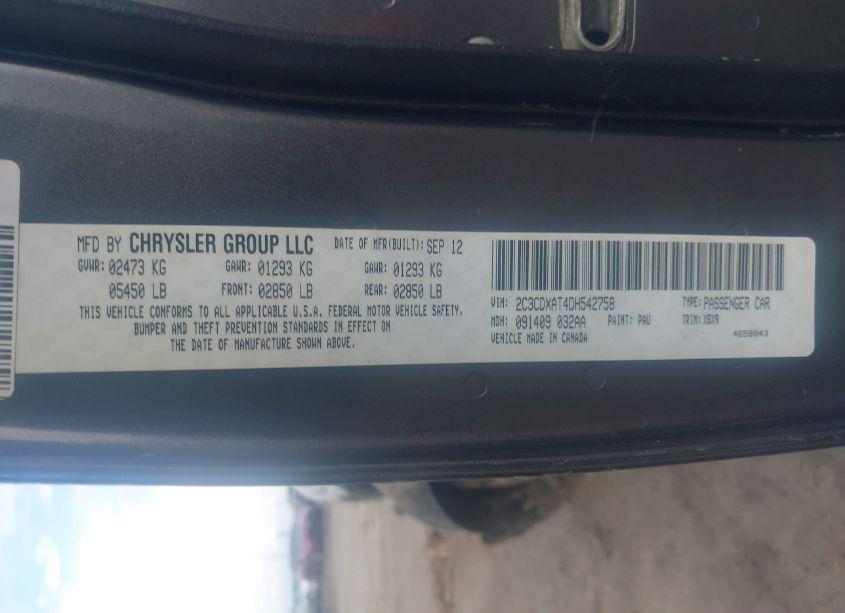 MFD BY CHRYSLER GROUP LLC DATE OF MFR(BUILT): SEP 12
GVWR: 02473 KG GAWR: 01293 KG GAWR: 01293 KG
05450 LB FRONT: 02850 LB REAR: 02850 LB
THIS VEHICLE CONFORMS TO ALL APPLICABLE U.S.A. FEDERAL MOTOR VEHICLE SAFETY,
BUMPER AND THEFT PREVENTION STANDARDS IN EFFECT ON
THE DATE OF MANUFACTURE SHOWN ABOVE.
VIN: 2C3CDXAT4DH542758 TYPE: PASSENGER CAR
MDH: 091409 032AA PAINT: PAU TRIM: X5X9
VEHICLE MADE IN CANADA 4658843